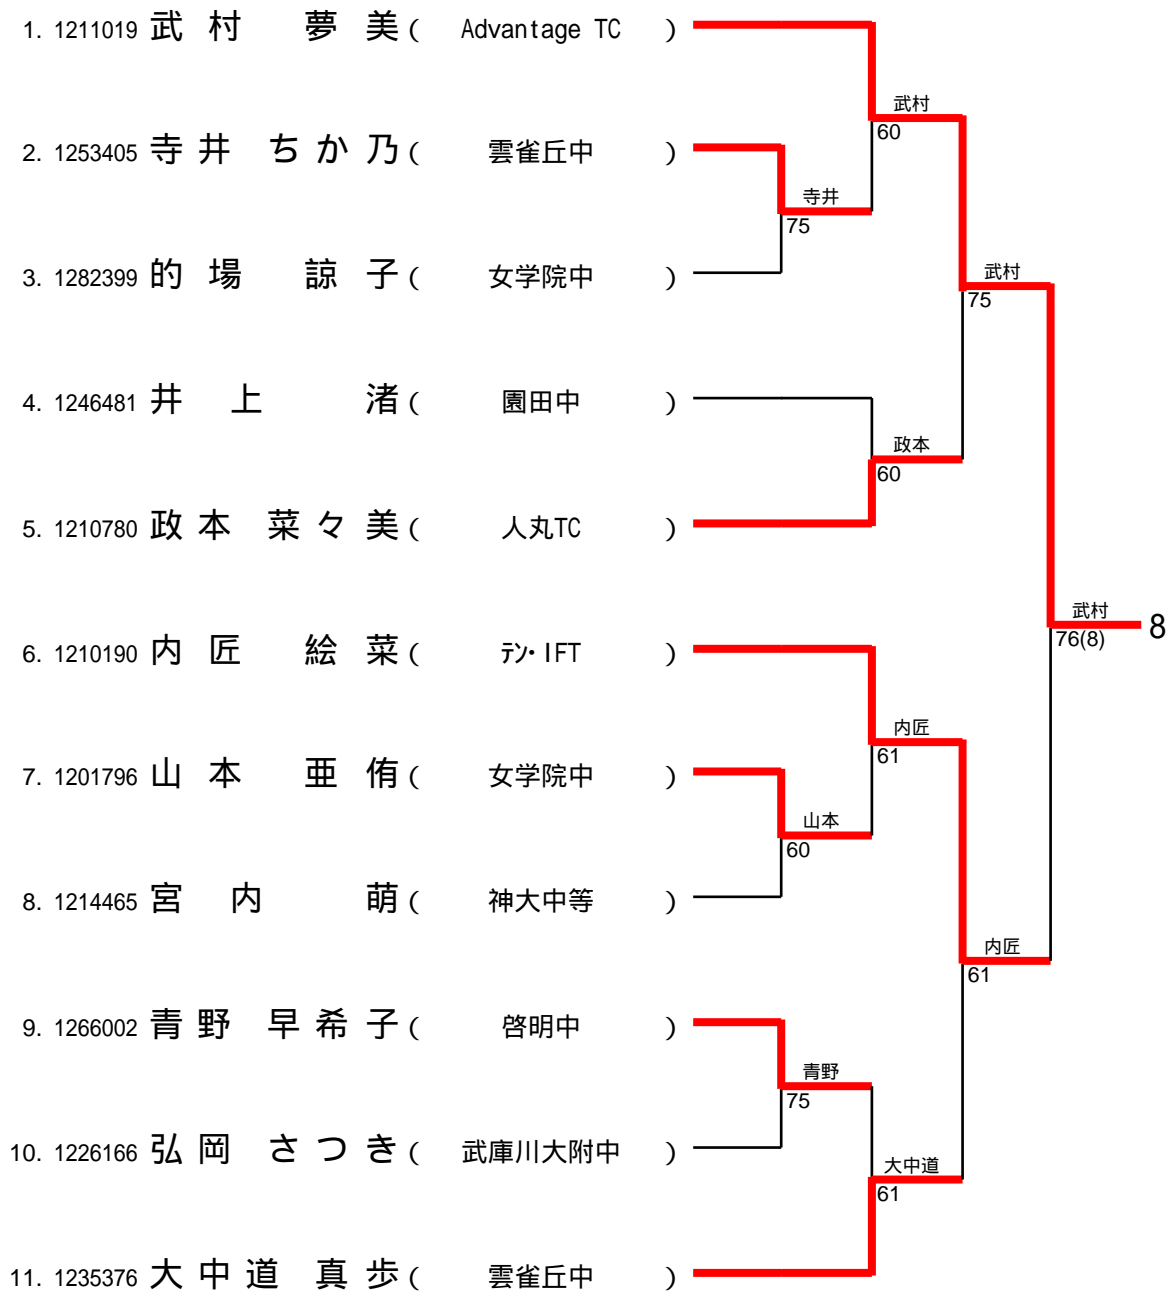 1. 1211019 武村 夢美 ( Advantage TC )
武村
60
2. 1253405 寺井 ちか乃 ( 雲雀丘中 )
寺井
75
3. 1282399 的場 諒子 ( 女学院中 )
武村
75
4. 1246481 井上 渚 ( 園田中 )
政本
60
5. 1210780 政本 菜々美 ( 人丸TC )
武村
76(8)
8
6. 1210190 内匠 絵菜 ( テン・IFT )
内匠
61
7. 1201796 山本 亜侑 ( 女学院中 )
山本
60
8. 1214465 宮内 萌 ( 神大中等 )
内匠
61
9. 1266002 青野 早希子 ( 啓明中 )
青野
75
10. 1226166 弘岡 さつき ( 武庫川大附中 )
大中道
61
11. 1235376 大中道 真歩 ( 雲雀丘中 )